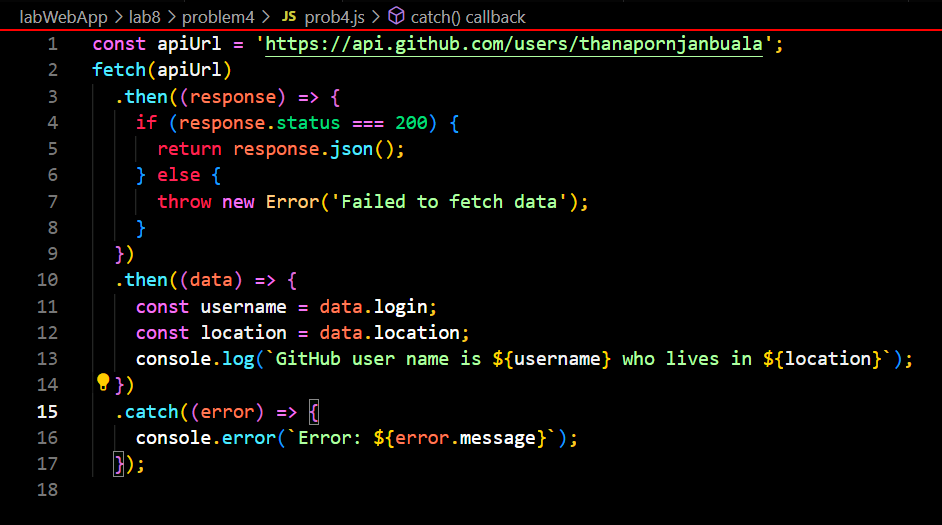 labWebApp > lab8 > problem4 > JS prob4.js > catch() callback
1 const apiUrl = 'https://api.github.com/users/thanapornjanbuala';
2 fetch(apiUrl)
3 .then((response) => {
4 if (response.status === 200) {
5 return response.json();
6 } else {
7 throw new Error('Failed to fetch data');
8 }
9 })
10 .then((data) => {
11 const username = data.login;
12 const location = data.location;
13 console.log(`GitHub user name is ${username} who lives in ${location}`);
14 })
15 .catch((error) => {
16 console.error(`Error: ${error.message}`);
17 });
18